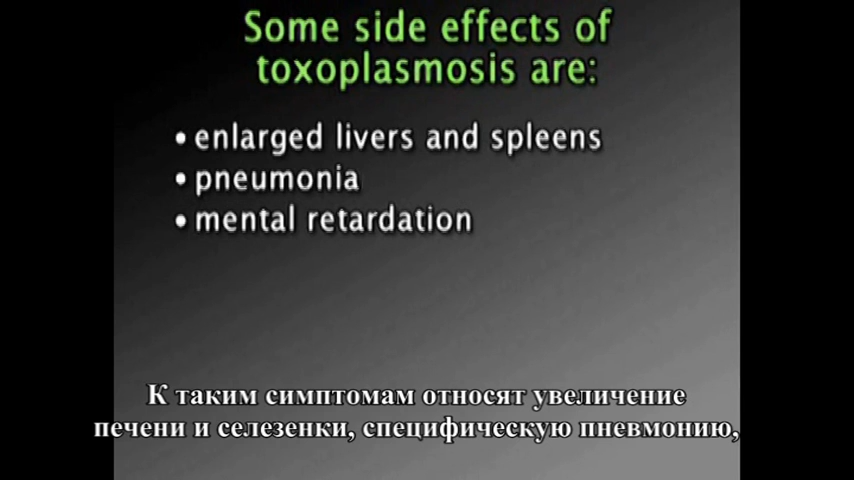 Some side effects of
toxoplasmosis are:
• enlarged livers and spleens
• pneumonia
• mental retardation
К таким симптомам относят увеличение
печени и селезенки, специфическую пневмонию,